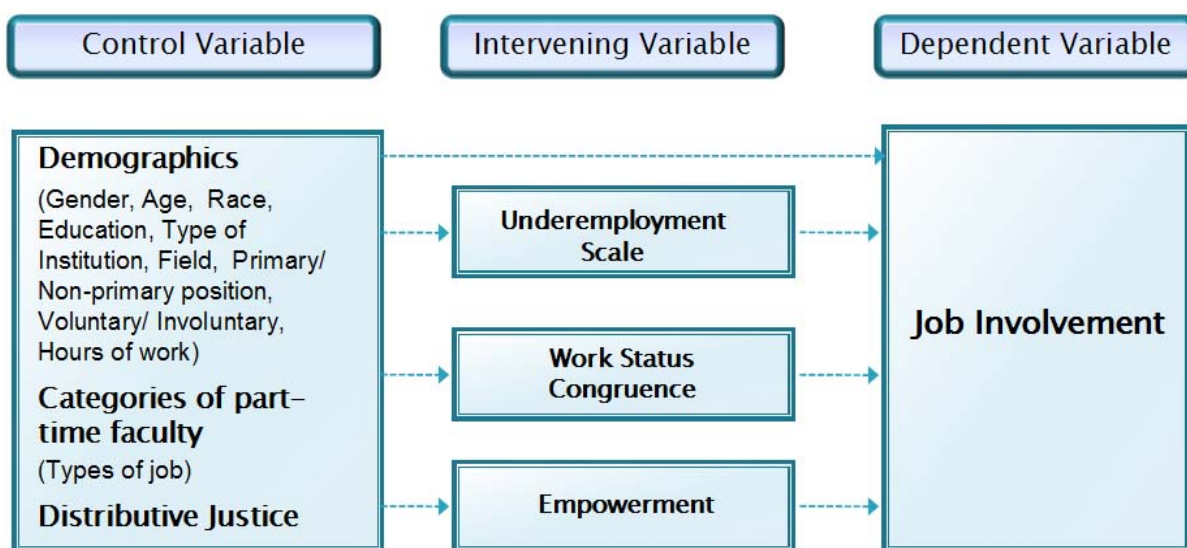 Control Variable
Intervening Variable
Dependent Variable
Demographics
(Gender, Age, Race,
Education, Type of
Institution, Field, Primary/
Non-primary position,
Voluntary/ Involuntary,
Hours of work)
Categories of part-
time faculty
(Types of job)
Distributive Justice
Underemployment
Scale
Work Status
Congruence
Empowerment
Job Involvement